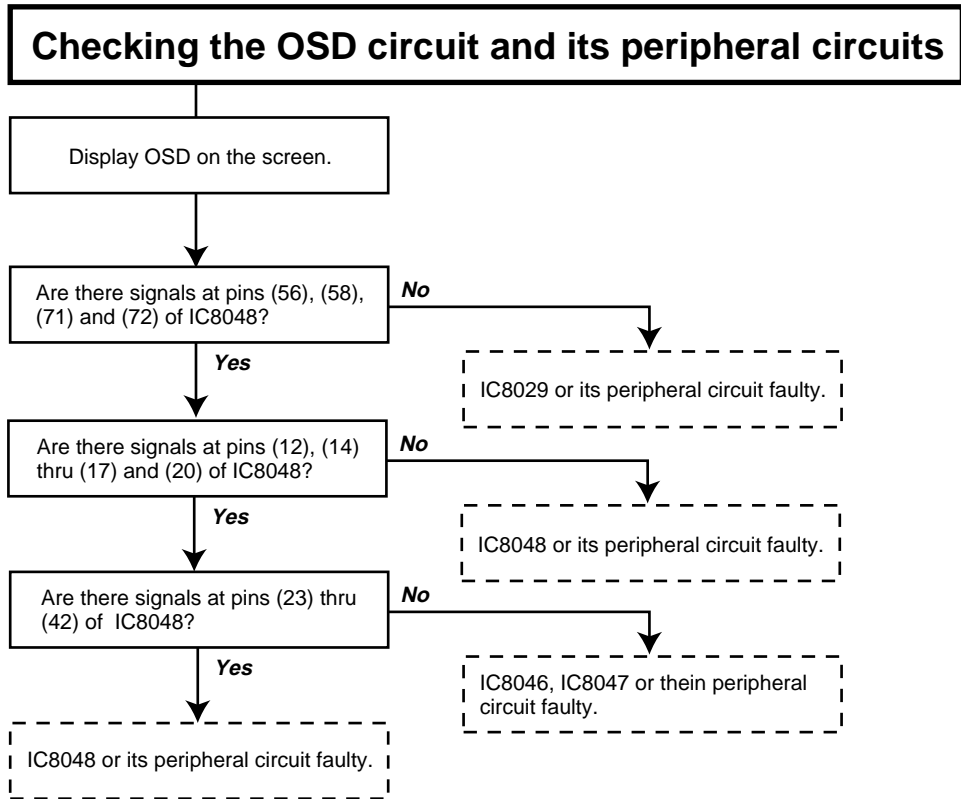 Checking the OSD circuit and its peripheral circuits
Display OSD on the screen.
Are there signals at pins (56), (58),
(71) and (72) of IC8048?
No
Yes
IC8029 or its peripheral circuit faulty.
Are there signals at pins (12), (14)
thru (17) and (20) of IC8048?
No
Yes
IC8048 or its peripheral circuit faulty.
Are there signals at pins (23) thru
(42) of IC8048?
No
Yes
IC8046, IC8047 or thein peripheral
circuit faulty.
IC8048 or its peripheral circuit faulty.